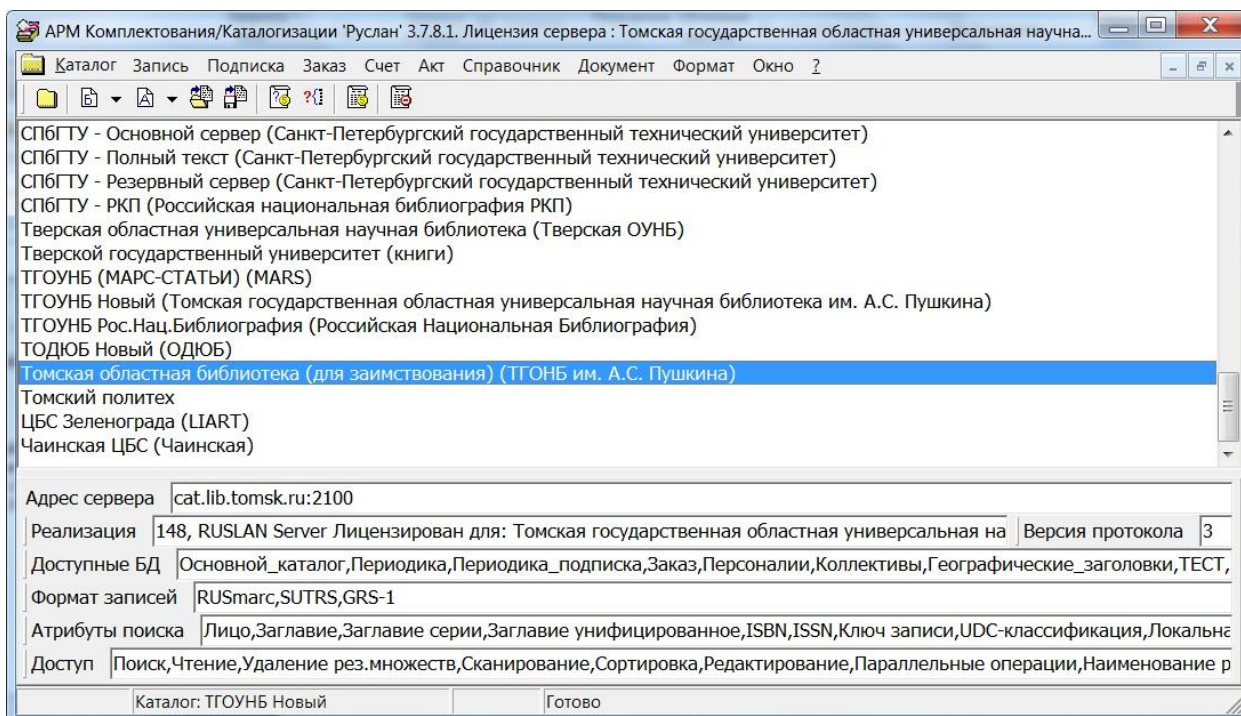 АРМ Комплектования/Каталогизации 'Руслан' 3.7.8.1. Лицензия сервера : Томская государственная областная универсальная научна...
Каталог Запись Подписка Заказ Счет Акт Справочник Документ Формат Окно ?
СПбГТУ - Основной сервер (Санкт-Петербургский государственный технический университет)
СПбГТУ - Полный текст (Санкт-Петербургский государственный технический университет)
СПбГТУ - Резервный сервер (Санкт-Петербургский государственный технический университет)
СПбГТУ - РКП (Российская национальная библиография РКП)
Тверская областная универсальная научная библиотека (Тверская ОУНБ)
Тверской государственный университет (книги)
ТГОУНБ (МАРС-СТАТЬИ) (MARS)
ТГОУНБ Новый (Томская государственная областная универсальная научная библиотека им. А.С. Пушкина)
ТГОУНБ Рос.Нац.Библиография (Российская Национальная Библиография)
ТОДЮБ Новый (ОДЮБ)
Томская областная библиотека (для заимствования) (ТГОНБ им. А.С. Пушкина)
Томский политех
ЦБС Зеленограда (LIART)
Чаинская ЦБС (Чаинская)
Адрес сервера cat.lib.tomsk.ru:2100
Реализация 148, RUSLAN Server Лицензирован для: Томская государственная областная универсальная на Версия протокола 3
Доступные БД Основной_каталог,Периодика,Периодика_подписка,Заказ,Персоналии,Коллективы,Географические_заголовки,ТЕСТ,
Формат записей RUSmarc,SUTRS,GRS-1
Атрибуты поиска Лицо,Заглавие,Заглавие серии,Заглавие унифицированное,ISBN,ISSN,Ключ записи,UDC-классификация,Локальна
Доступ Поиск,Чтение,Удаление рез.множеств,Сканирование,Сортировка,Редактирование,Параллельные операции,Наименование р
Каталог: ТГОУНБ Новый Готово